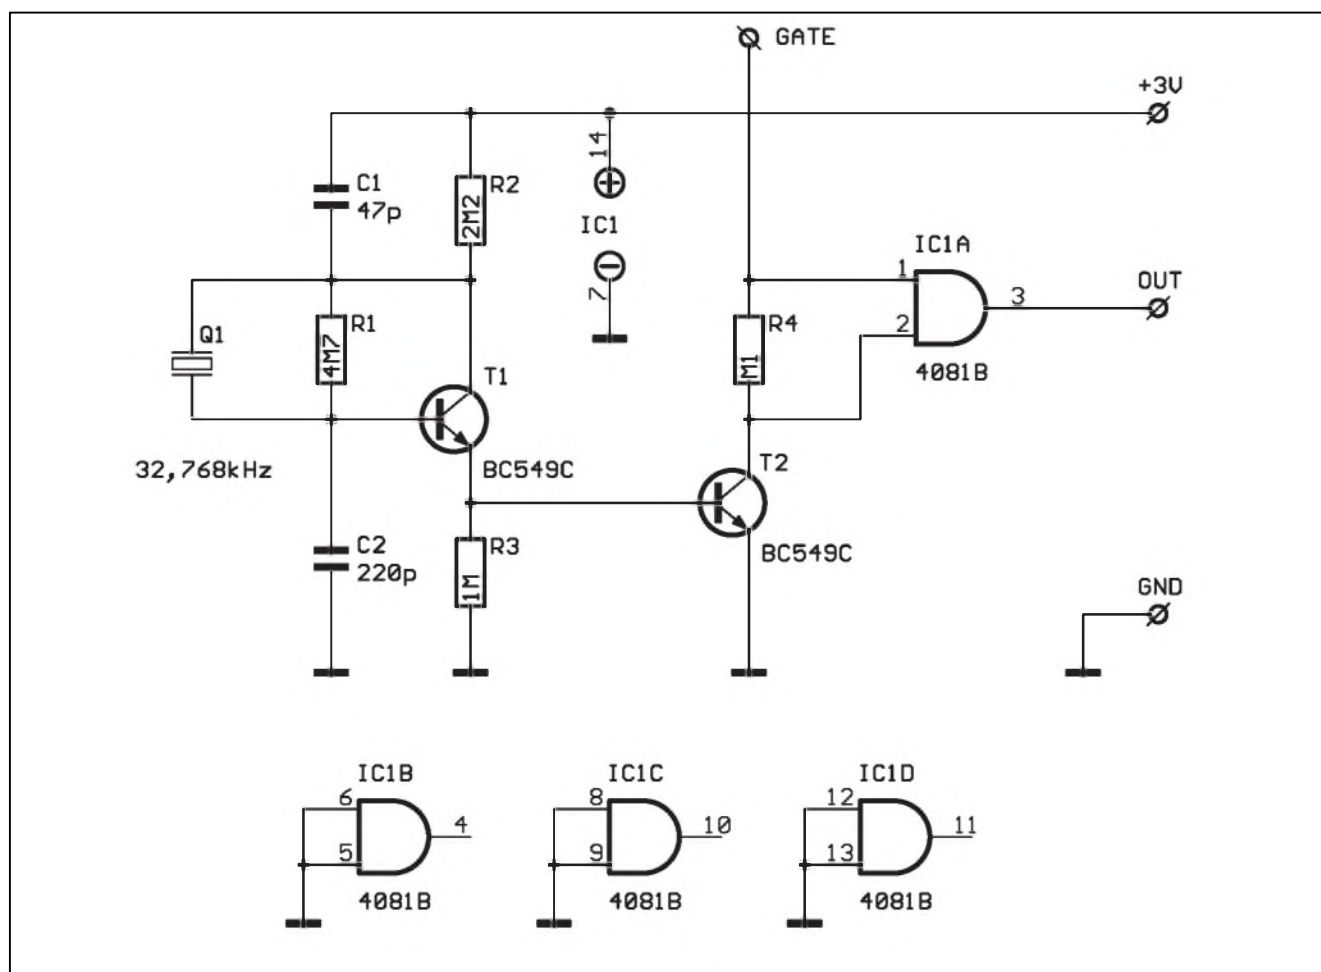 GATE
+3V
14
C1
47p
R2
2M2
IC1
7
IC1A
1
2
3
4081B
OUT
Q1
R1
4M7
R4
M1
T1
32,768kHz
BC549C
T2
C2
220p
R3
1M
BC549C
GND
IC1B
6
5
4
4081B
IC1C
8
9
10
4081B
IC1D
12
13
11
4081B